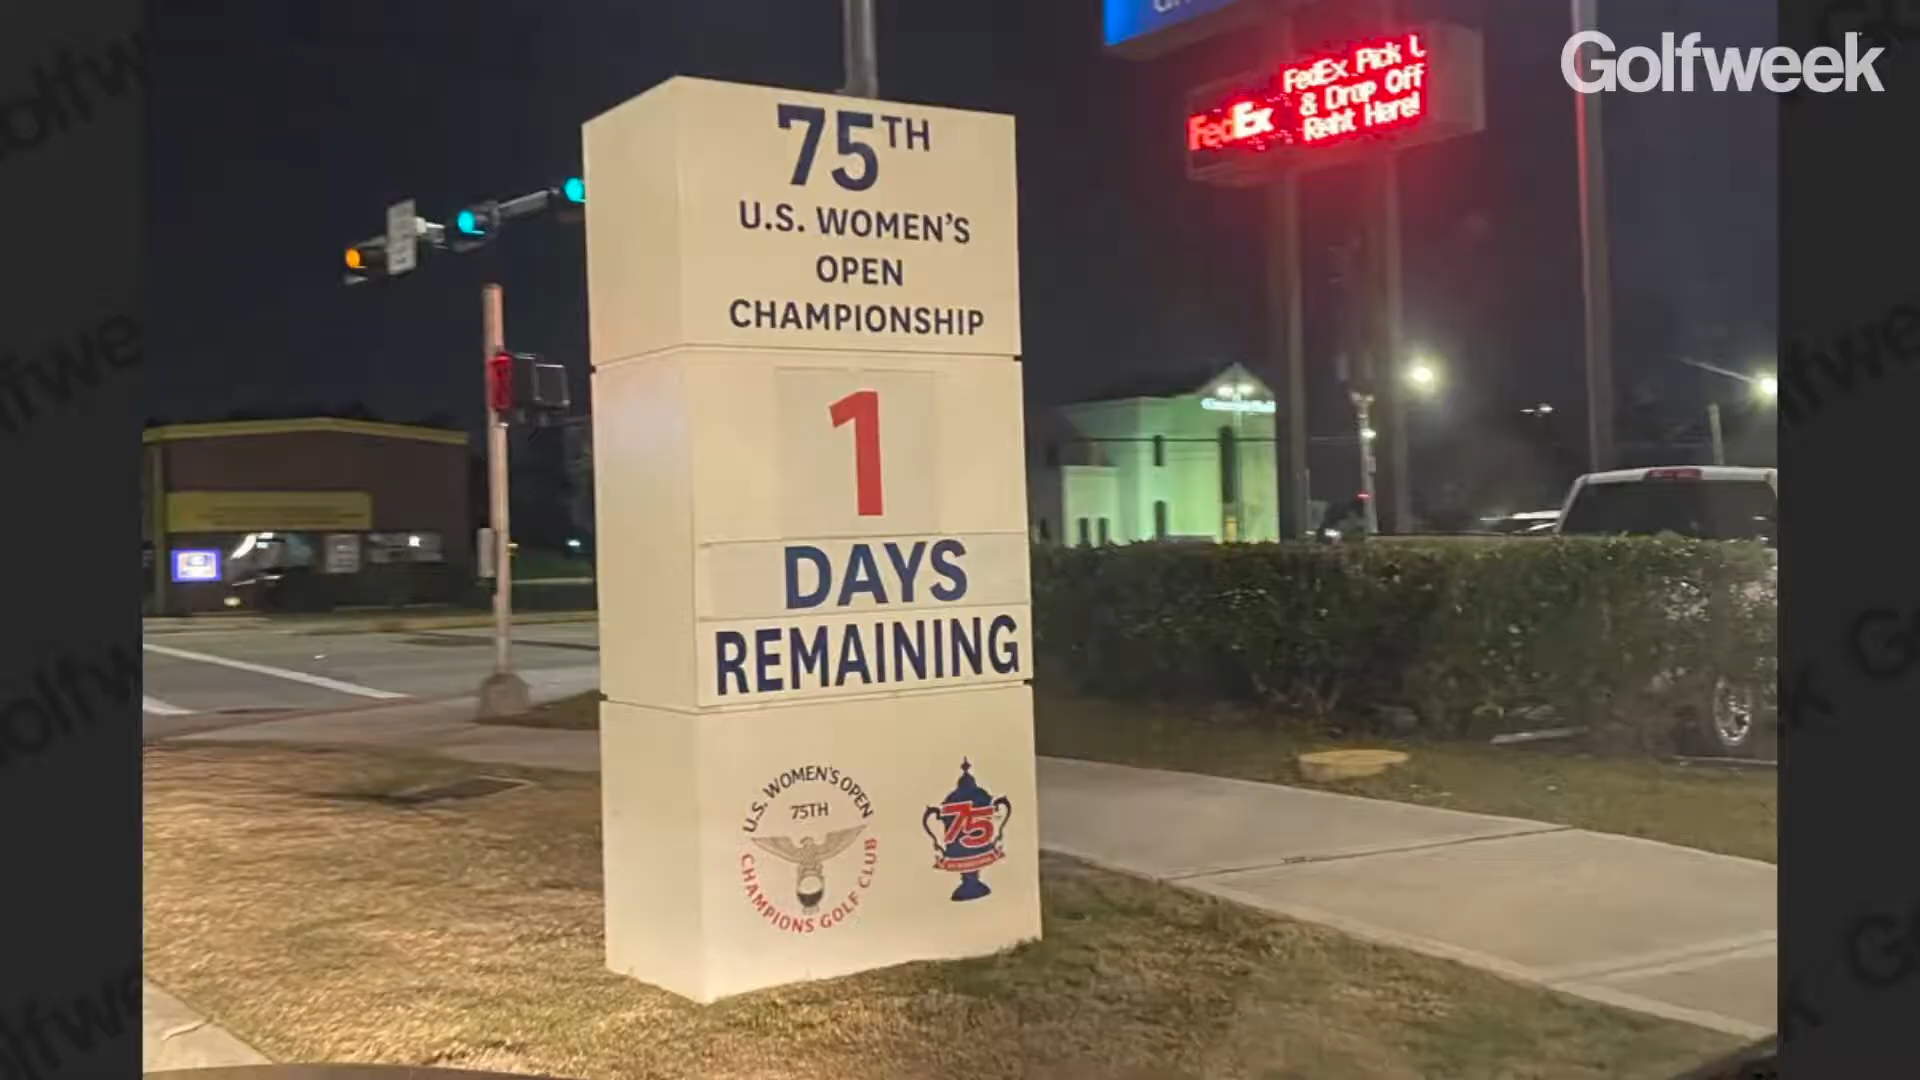 Golfweek
FedEx Pick
& Drop Off
FedEx Right Here!
75TH
U.S. WOMEN'S
OPEN
CHAMPIONSHIP
1
DAYS
REMAINING
U.S. WOMEN'S OPEN
75TH
CHAMPIONS GOLF CLUB
75